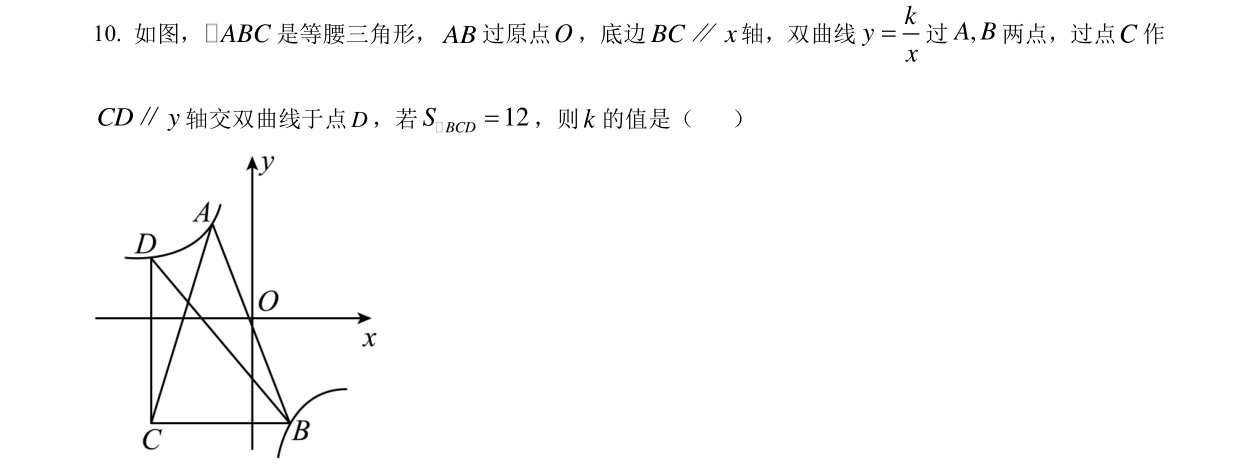 10. 如图，□ABC 是等腰三角形， AB 过原点 O ，底边 BC ∥ x 轴，双曲线 y = k/x 过 A, B 两点，过点 C 作
CD ∥ y 轴交双曲线于点 D ，若 S□BCD = 12 ，则 k 的值是（ ）
y
A
D
O
x
C
B